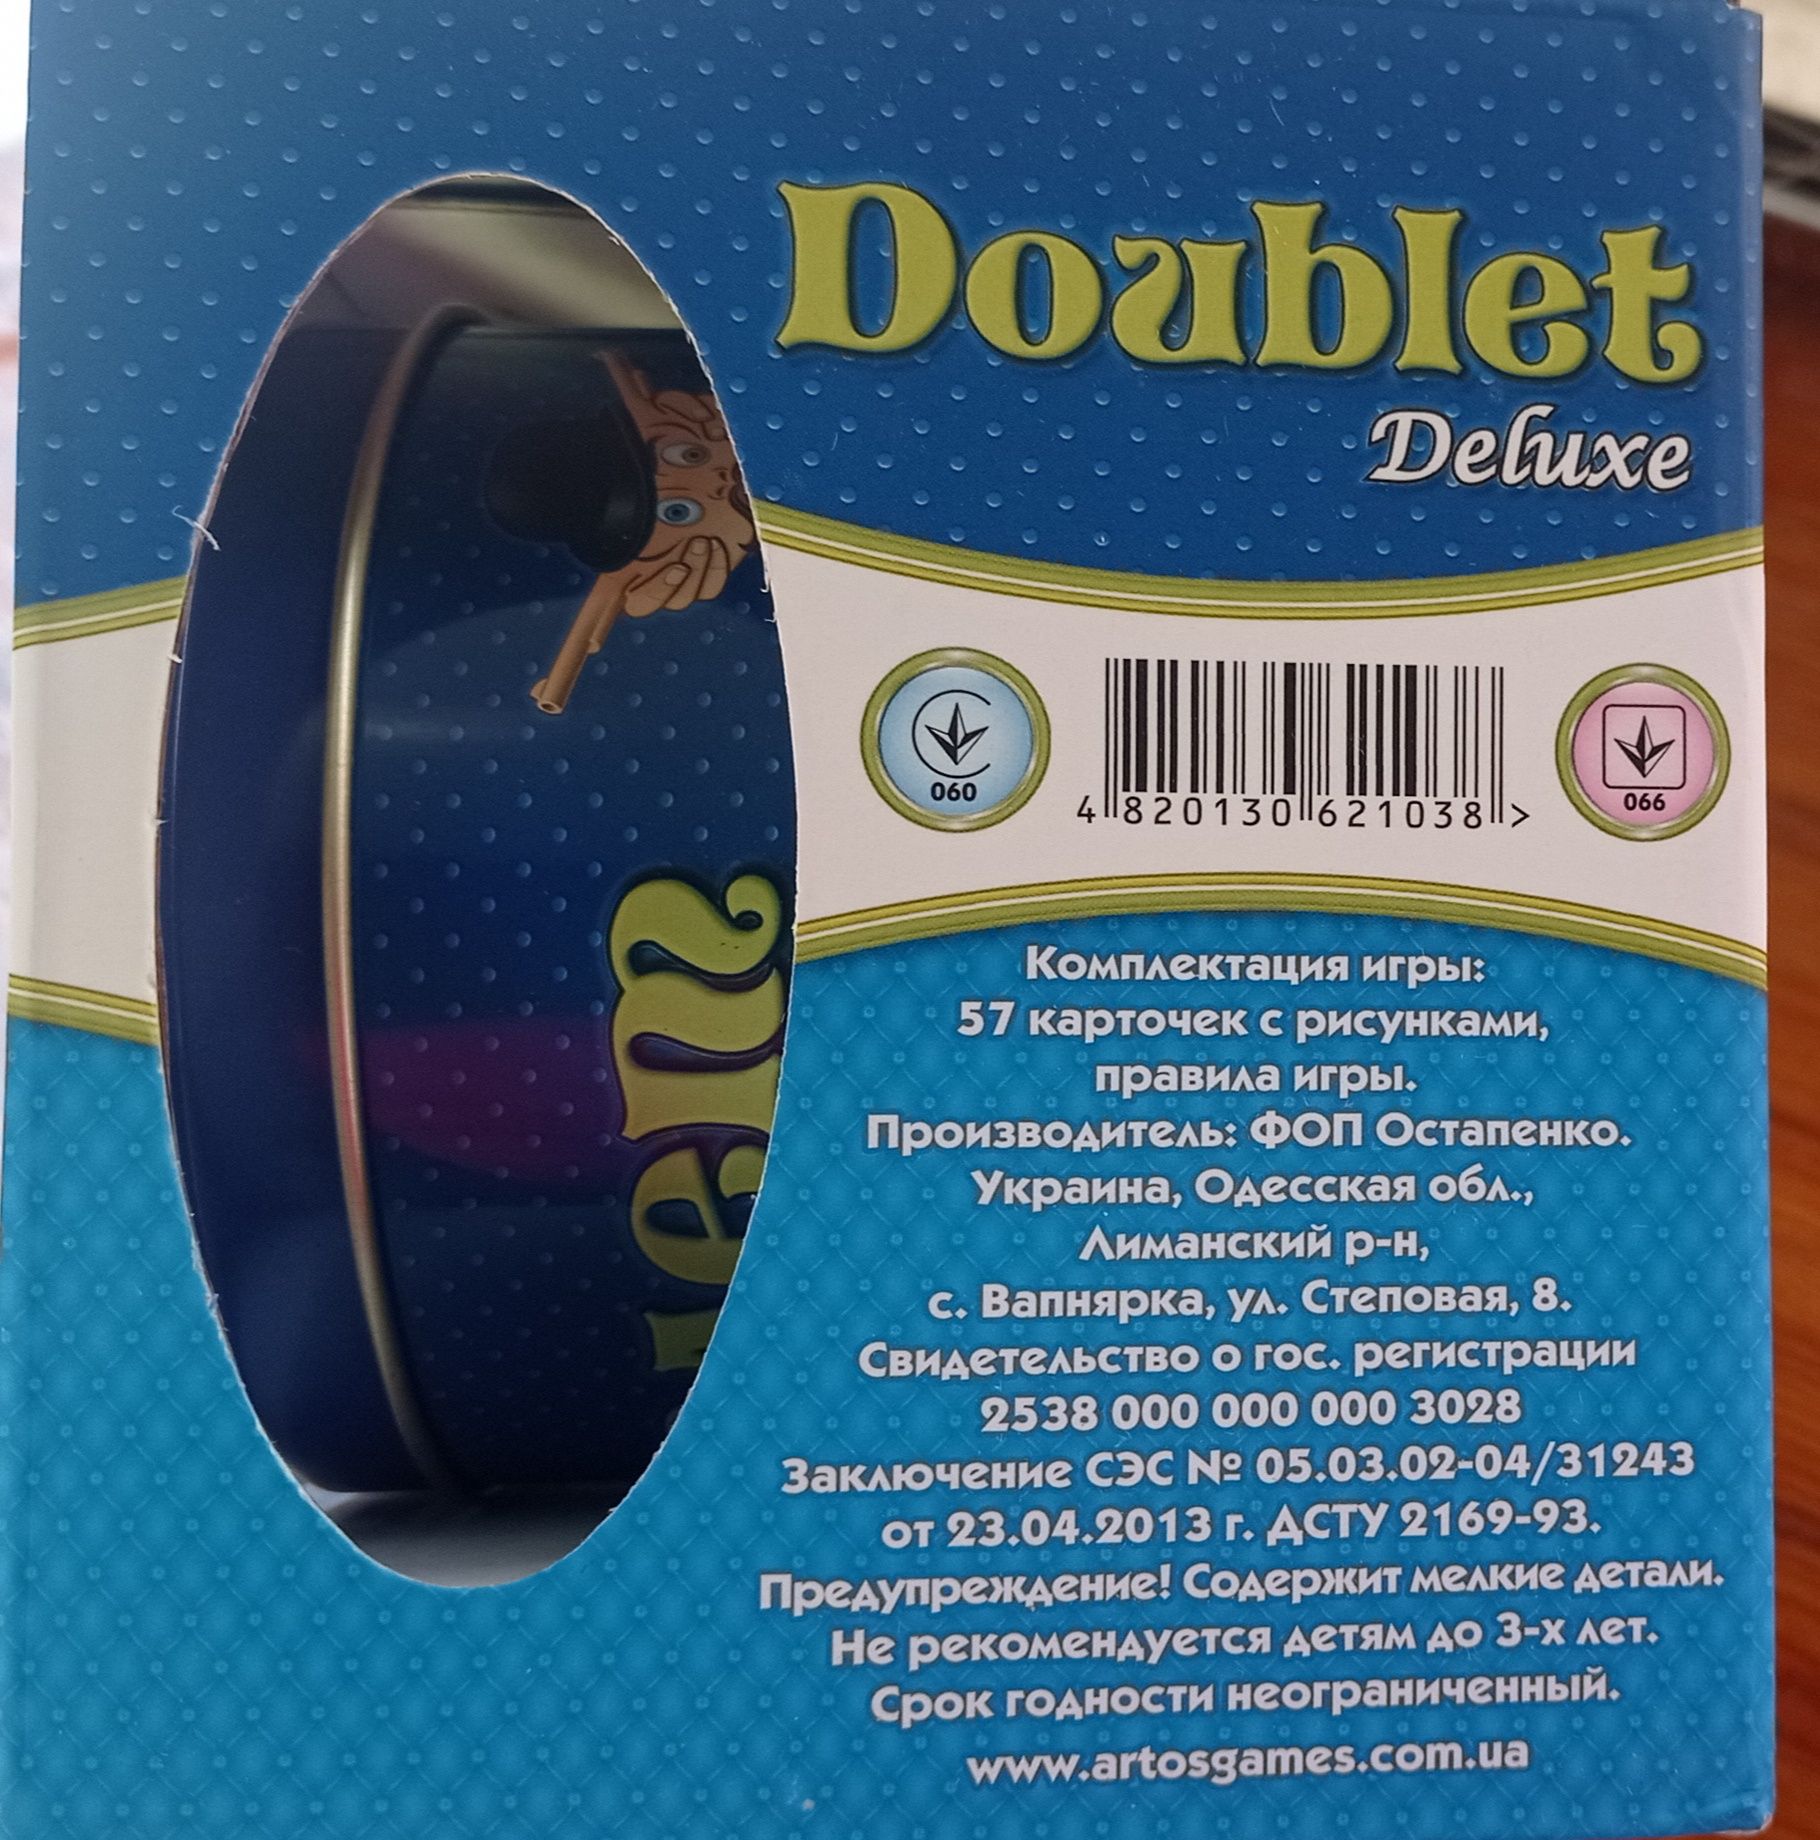 Doublet
Deluxe
060
4 820130 621038 >
066
Комплектация игры:
57 карточек с рисунками,
правила игры.
Производитель: ФОП Остапенко.
Украина, Одесская обл.,
Лиманский р-н,
с. Вапнярка, ул. Степовая, 8.
Свидетельство о гос. регистрации
2538 000 000 000 3028
Заключение СЭС № 05.03.02-04/31243
от 23.04.2013 г. ДСТУ 2169-93.
Предупреждение! Содержит мелкие детали.
Не рекомендуется детям до 3-х лет.
Срок годности неограниченный.
www.artosgames.com.ua